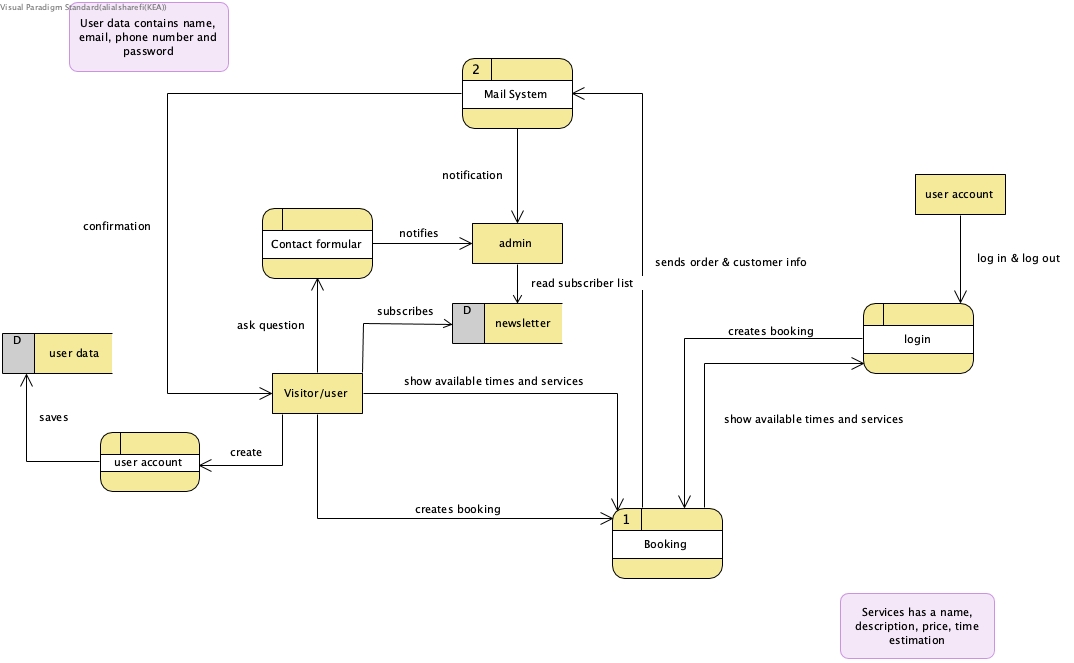 Visual Paradigm Standard(alialsharefi(KEA))
User data contains name,
email, phone number and
password
2
Mail System
notification
user account
confirmation
Contact formular
notifies
admin
sends order & customer info
log in & log out
read subscriber list
subscribes
D
newsletter
ask question
creates booking
login
D
user data
show available times and services
Visitor/user
saves
show available times and services
user account
create
creates booking
1
Booking
Services has a name,
description, price, time
estimation